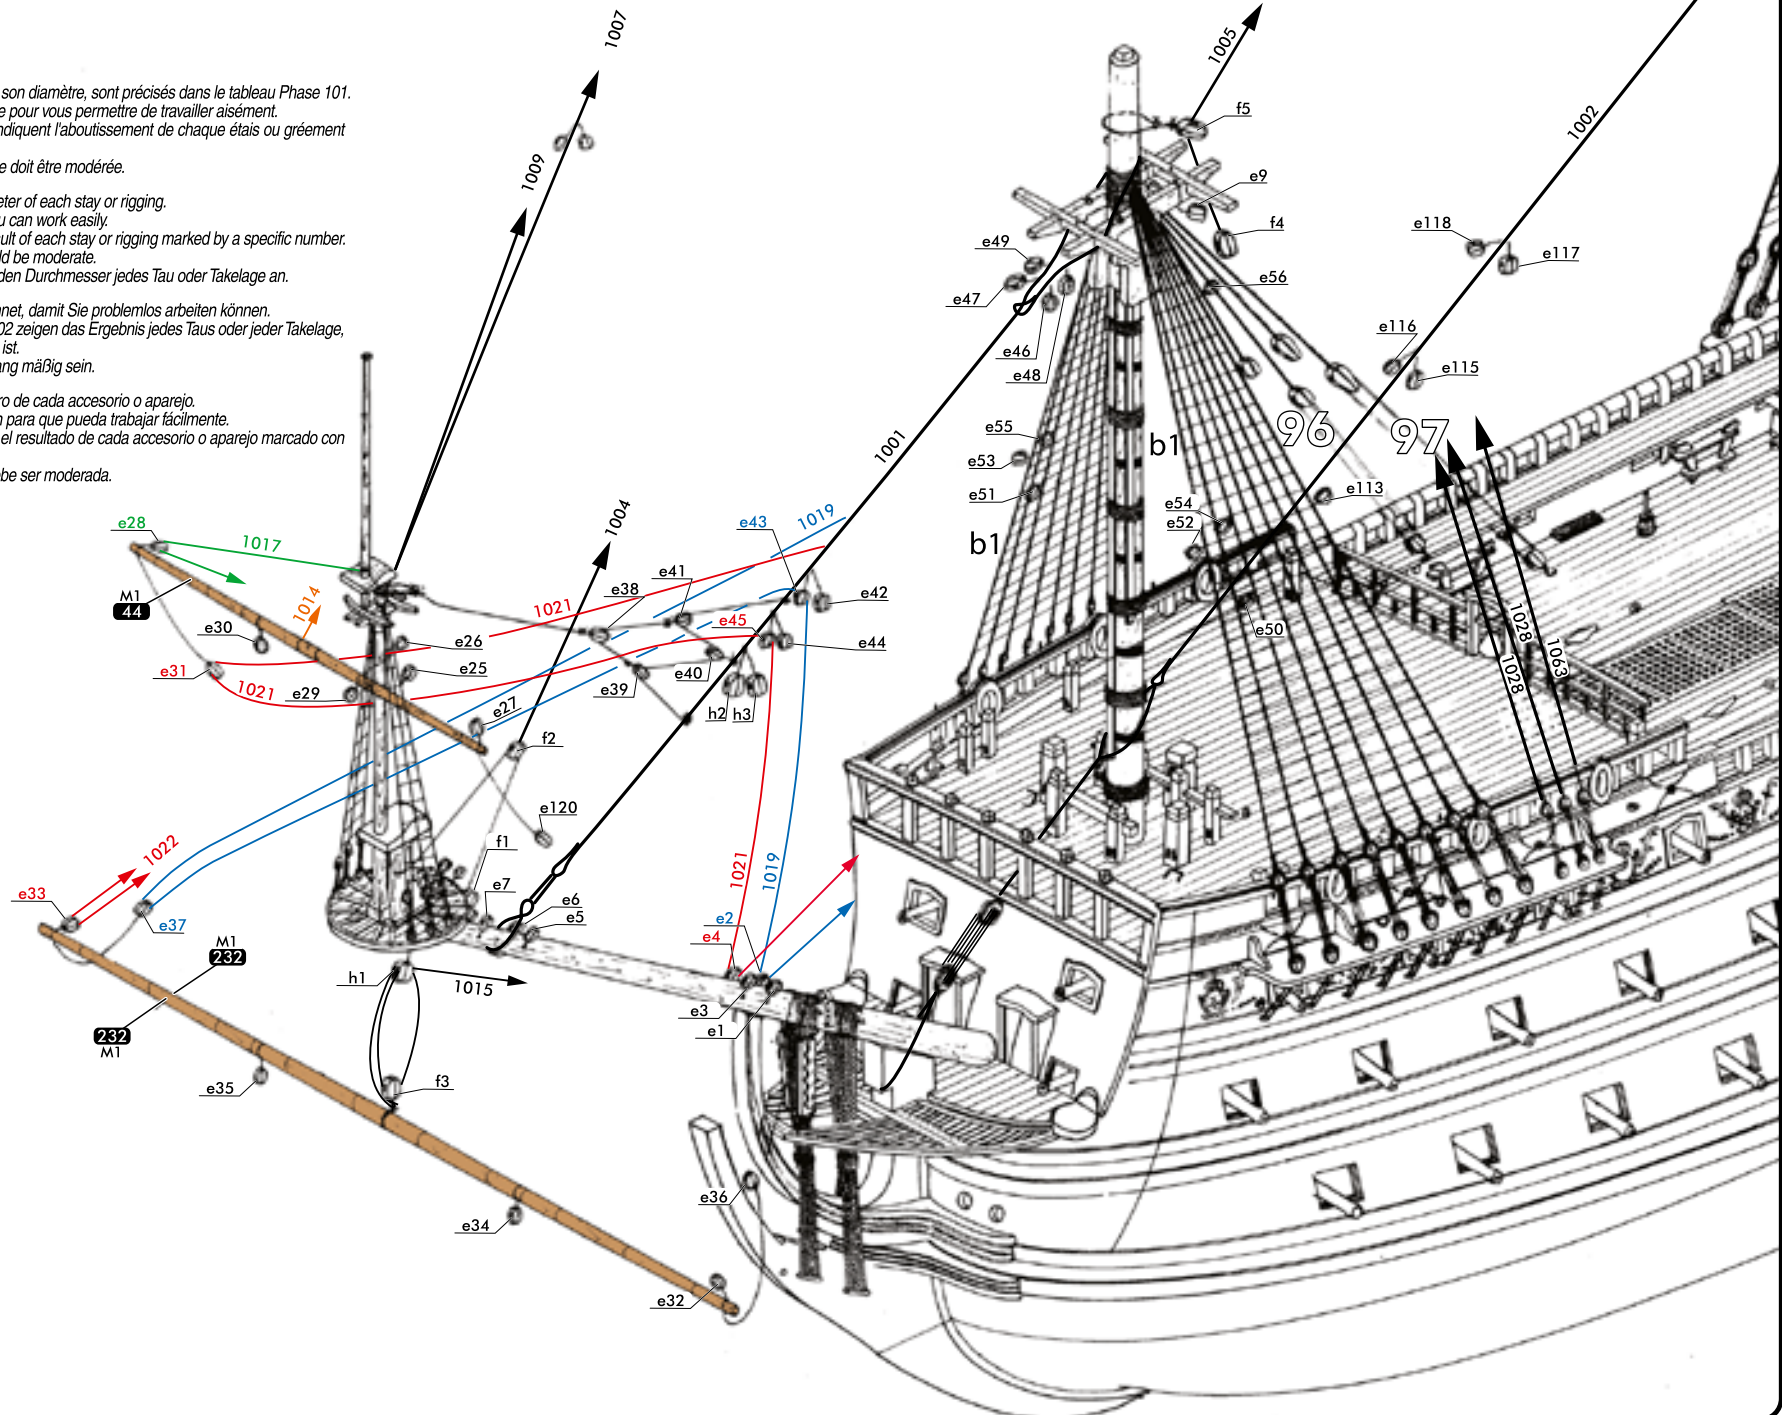 son diamètre, sont précisés dans le tableau Phase 101.
e pour vous permettre de travailler aisément.
ndiquent l'aboutissement de chaque étais ou gréement
e doit être modérée.
eter of each stay or rigging.
u can work easily.
ult of each stay or rigging marked by a specific number.
ld be moderate.
den Durchmesser jedes Tau oder Takelage an.
net, damit Sie problemlos arbeiten können.
02 zeigen das Ergebnis jedes Taus oder jeder Takelage,
ist.
ang mäßig sein.
ro de cada accesorio o aparejo.
n para que pueda trabajar fácilmente.
el resultado de cada accesorio o aparejo marcado con
be ser moderada.
1007
1009
1005
1002
f5
e9
f4
e118
e117
e49
e47
e56
e46
e48
e116
e115
1001
96
97
b1
e55
e53
e51
e113
e54
e52
b1
e28
1017
1004
e43
1019
M1
44
1014
e38
e41
e42
1021
e45
e30
e26
e44
e50
1028
1028
1063
e31
e25
1021
e29
e39
e40
h2
h3
e27
f2
e120
1022
f1
e7
e6
e5
1021
1019
e33
e37
e2
e4
M1
232
h1
1015
e3
e1
232
M1
e35
f3
e36
e34
e32